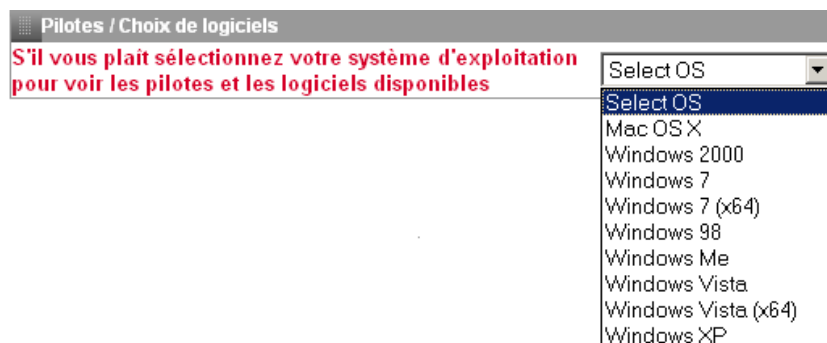 Pilotes / Choix de logiciels
S'il vous plaît sélectionnez votre système d'exploitation
pour voir les pilotes et les logiciels disponibles
Select OS
Select OS
Mac OS X
Windows 2000
Windows 7
Windows 7 (x64)
Windows 98
Windows Me
Windows Vista
Windows Vista (x64)
Windows XP